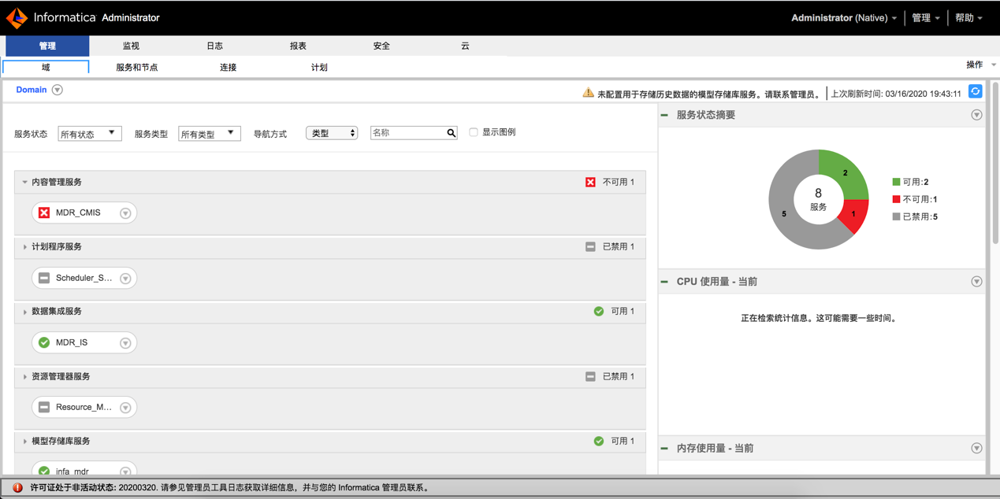 Informatica Administrator
Administrator (Native)
管理
帮助
管理
监视
日志
报表
安全
云
域
服务和节点
连接
计划
操作
Domain
未配置用于存储历史数据的模型存储库服务。请联系管理员。
上次刷新时间: 03/16/2020 19:43:11
服务状态
所有状态
服务类型
所有类型
导航方式
类型
名称
显示图例
内容管理服务
不可用 1
MDR_CMIS
计划程序服务
已禁用 1
Scheduler_S...
数据集成服务
可用 1
MDR_IS
资源管理器服务
已禁用 1
Resource_M...
模型存储库服务
可用 1
infa_mdr
服务状态摘要
2
1
5
8
服务
可用:2
不可用:1
已禁用:5
CPU 使用量 - 当前
正在检索统计信息。这可能需要一些时间。
内存使用量 - 当前
许可证处于非活动状态: 20200320. 请参见管理员工具日志获取详细信息，并与您的 Informatica 管理员联系。